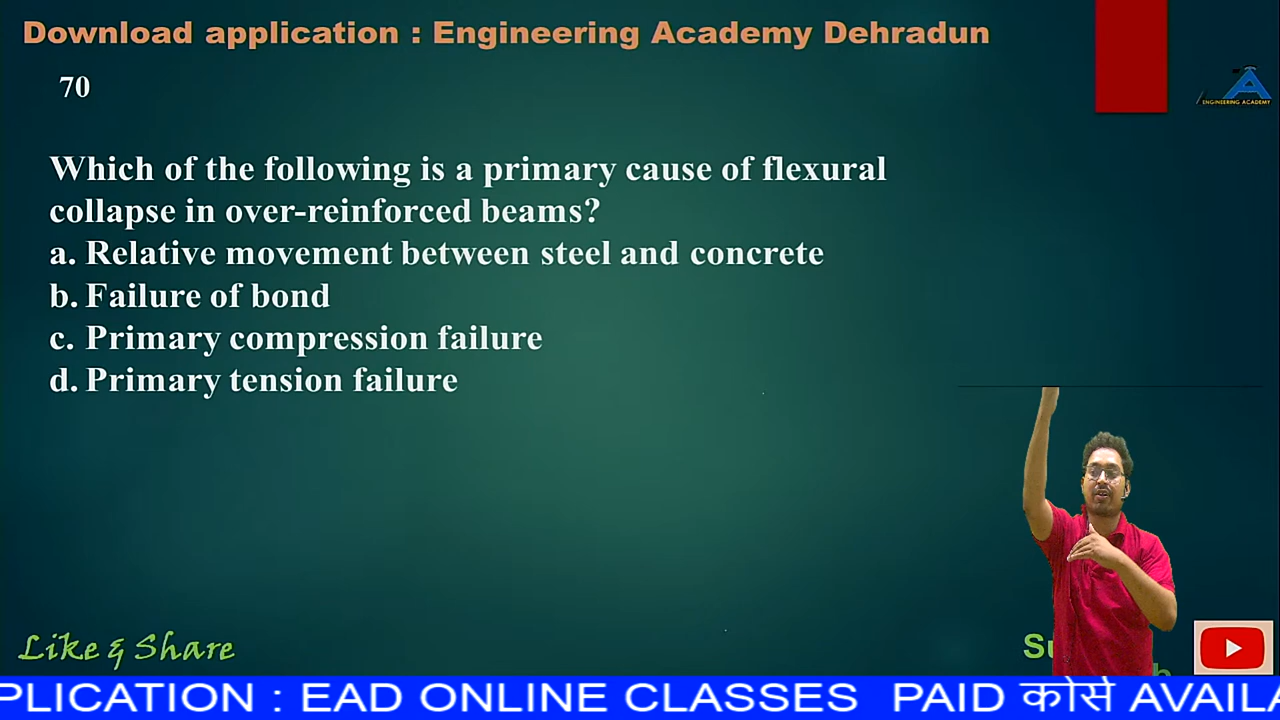 Download application : Engineering Academy Dehradun
70
ENGINEERING ACADEMY
Which of the following is a primary cause of flexural
collapse in over-reinforced beams?
a. Relative movement between steel and concrete
b. Failure of bond
c. Primary compression failure
d. Primary tension failure
Like & Share
PLICATION : EAD ONLINE CLASSES PAID कोर्स AVAILA